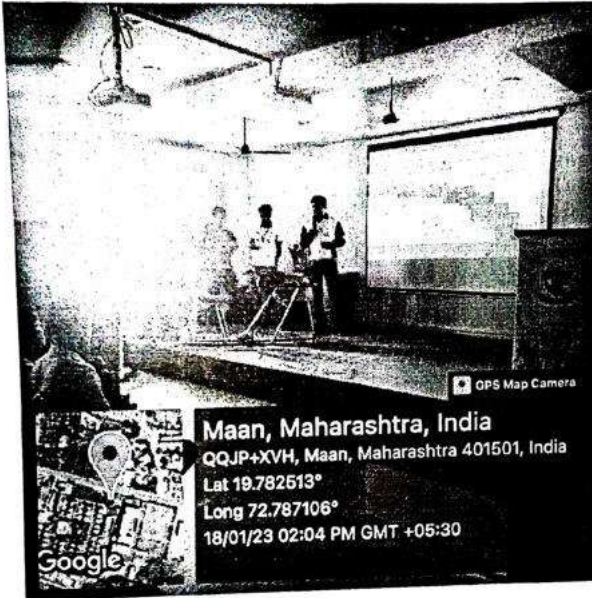 GPS Map Camera
Maan, Maharashtra, India
QQJP+XVH, Maan, Maharashtra 401501, India
Lat 19.782513°
Long 72.787106°
18/01/23 02:04 PM GMT +05:30
Google